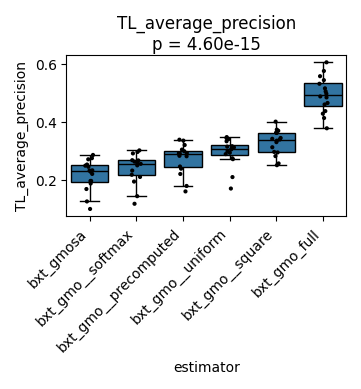 TL_average_precision
p = 4.60e-15
TL_average_precision
0.6
0.4
0.2
bxt_gmosa
bxt_gmo__softmax
bxt_gmo__precomputed
bxt_gmo__uniform
bxt_gmo__square
bxt_gmo_full
estimator